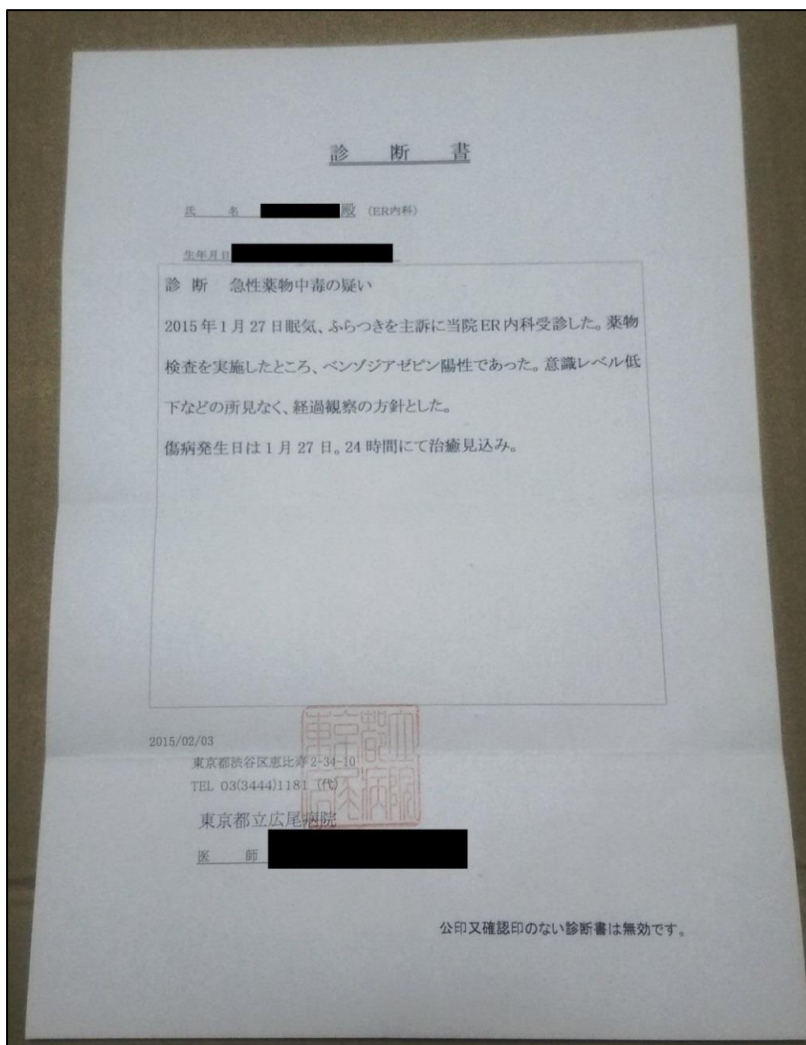 診 断 書
氏 名 殿 (ER内科)
生年月日
診 断 急性薬物中毒の疑い
2015年1月27日眠気、ふらつきを主訴に当院ER内科受診した。薬物
検査を実施したところ、ベンゾジアゼピン陽性であった。意識レベル低
下などの所見なく、経過観察の方針とした。
傷病発生日は1月27日。24時間にて治癒見込み。
2015/02/03
東京都渋谷区恵比寿2-34-10
TEL 03(3444)1181 (代)
東京都立広尾病院
医 師
公印又確認印のない診断書は無効です。